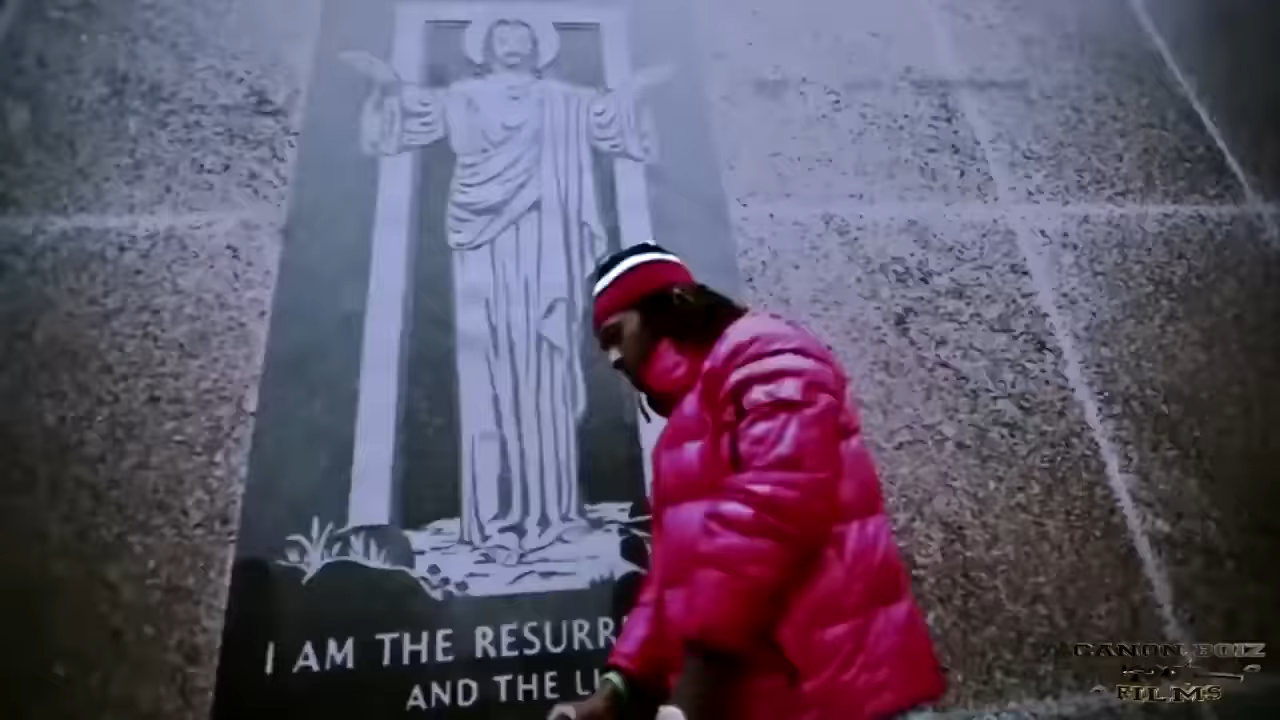 I AM THE RESURR
AND THE LI
CANON BOIZ
FILMS